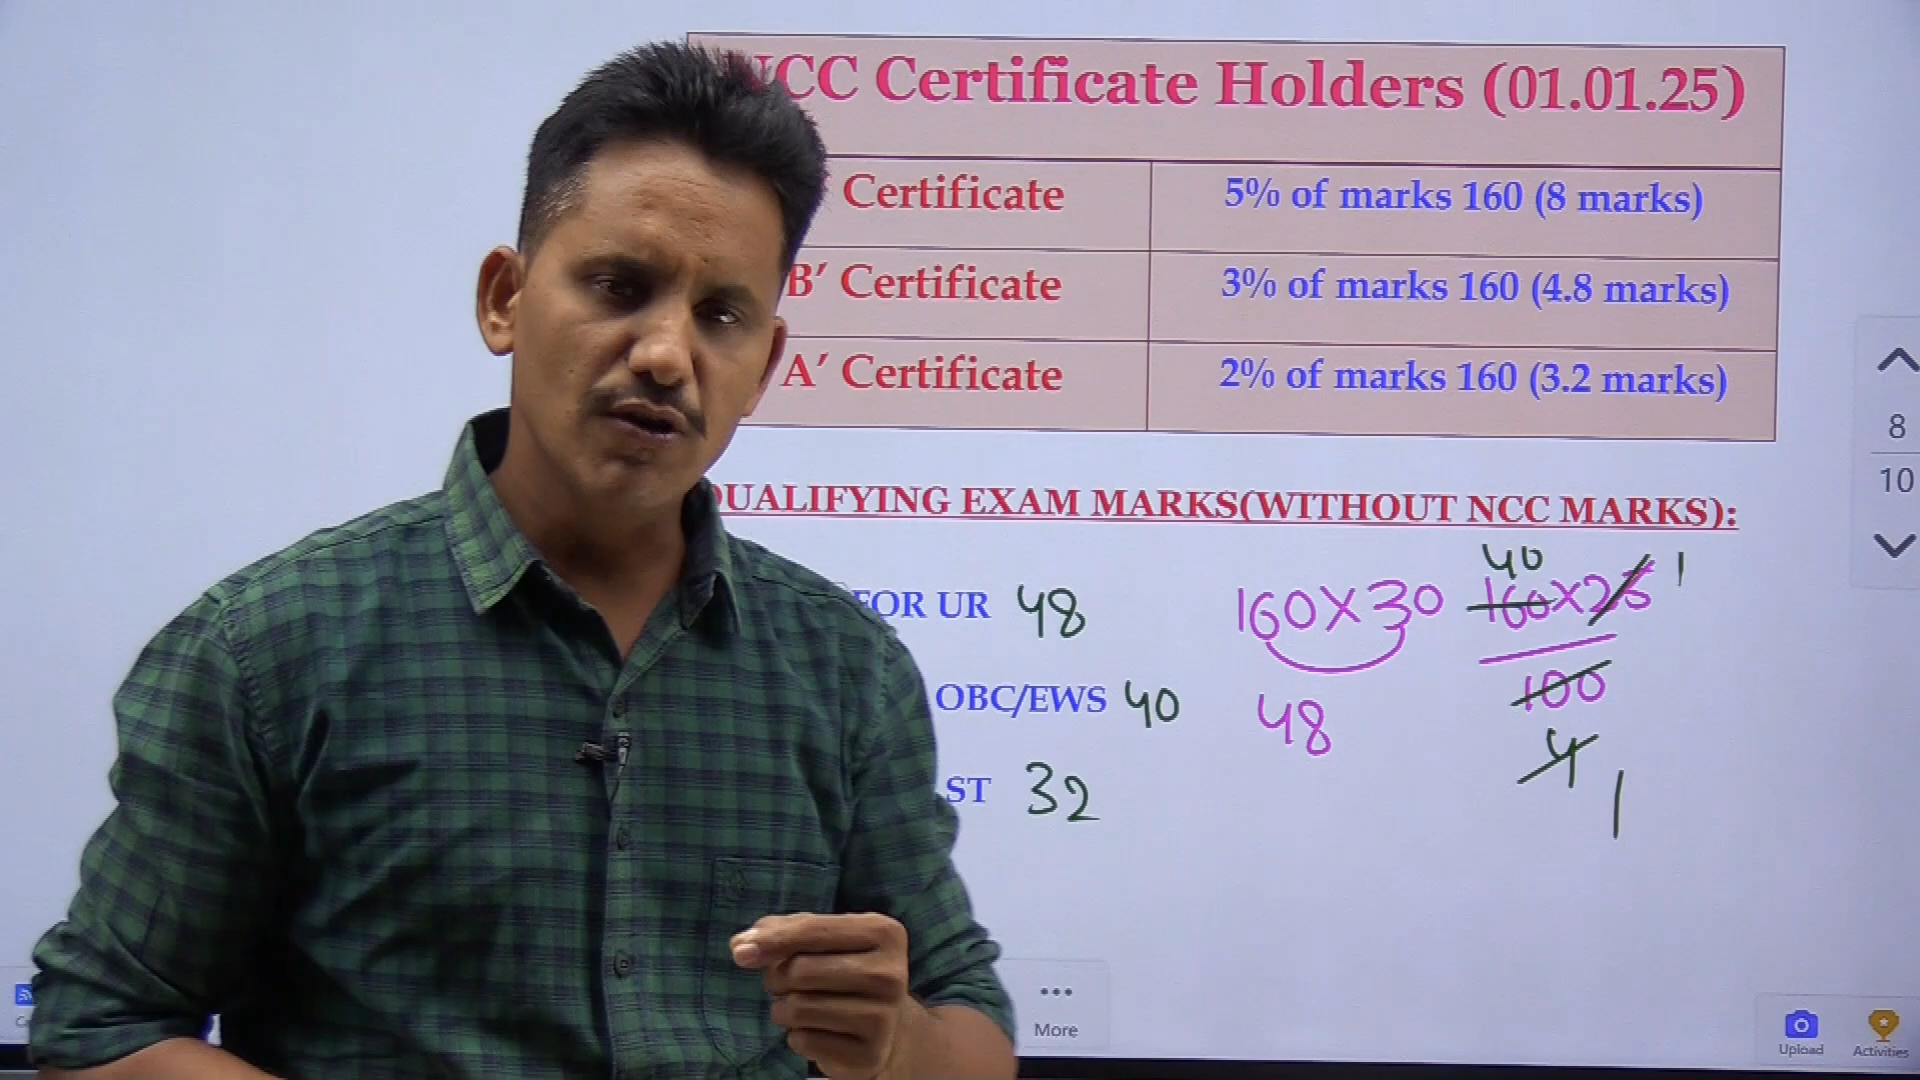 NCC Certificate Holders (01.01.25)
Certificate
5% of marks 160 (8 marks)
B’ Certificate
3% of marks 160 (4.8 marks)
A’ Certificate
2% of marks 160 (3.2 marks)
QUALIFYING EXAM MARKS(WITHOUT NCC MARKS):
FOR UR 48
160X30
48
40
160X25 1
100
4
1
OBC/EWS 40
ST 32
8
10
More
Upload
Activities